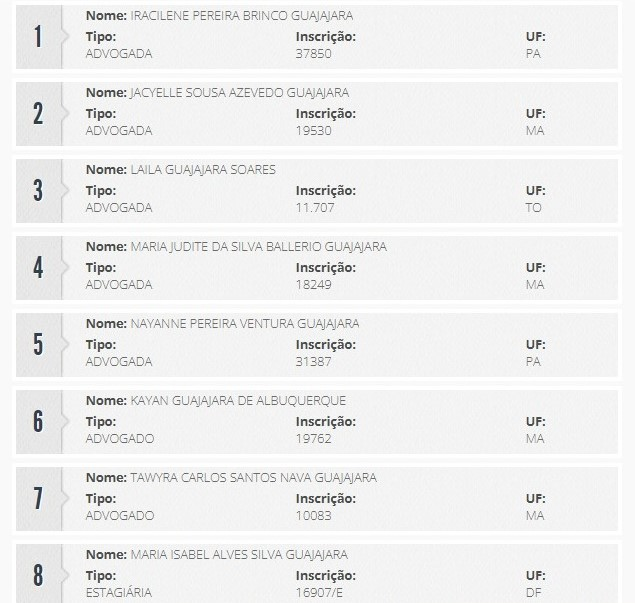 1
Nome: IRACILENE PEREIRA BRINCO GUAJAJARA
Tipo: Inscrição: UF:
ADVOGADA 37850 PA
2
Nome: JACYELLE SOUSA AZEVEDO GUAJAJARA
Tipo: Inscrição: UF:
ADVOGADA 19530 MA
3
Nome: LAILA GUAJAJARA SOARES
Tipo: Inscrição: UF:
ADVOGADA 11.707 TO
4
Nome: MARIA JUDITE DA SILVA BALLERIO GUAJAJARA
Tipo: Inscrição: UF:
ADVOGADA 18249 MA
5
Nome: NAYANNE PEREIRA VENTURA GUAJAJARA
Tipo: Inscrição: UF:
ADVOGADA 31387 PA
6
Nome: KAYAN GUAJAJARA DE ALBUQUERQUE
Tipo: Inscrição: UF:
ADVOGADO 19762 MA
7
Nome: TAWYRA CARLOS SANTOS NAVA GUAJAJARA
Tipo: Inscrição: UF:
ADVOGADO 10083 MA
8
Nome: MARIA ISABEL ALVES SILVA GUAJAJARA
Tipo: Inscrição: UF:
ESTAGIÁRIA 16907/E DF